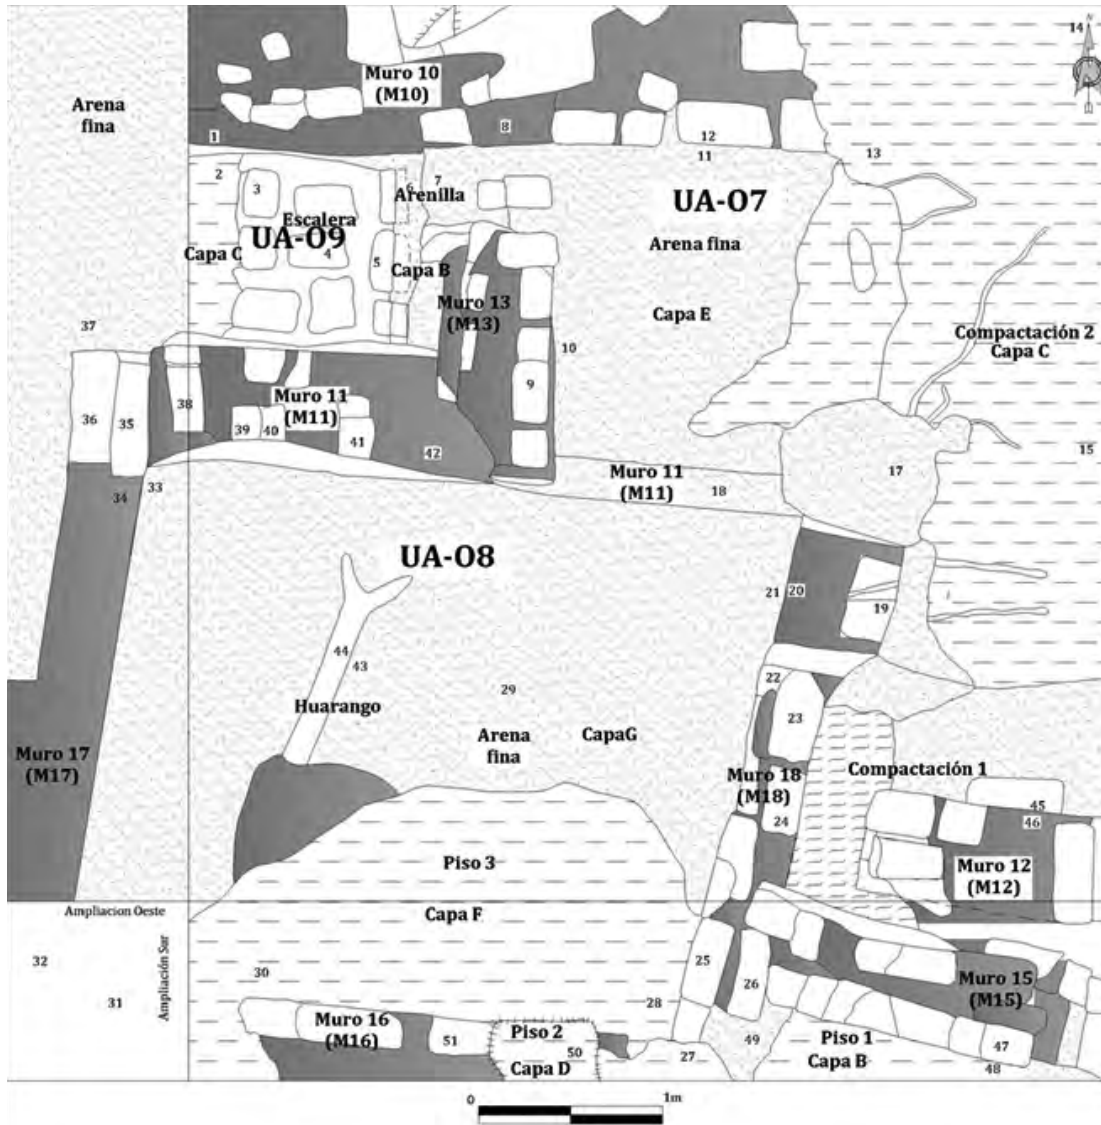 14
N
Muro 10
(M10)
Arena
fina
1
8
12
11
13
2
3
6
7
Arenilla
UA-07
Escalera
UA-09
4
Capa C
5
Capa B
Arena fina
Muro 13
(M13)
Capa E
37
10
Compactación 2
Capa C
9
36
35
38
Muro 11
(M11)
39
40
41
42
15
17
Muro 11
(M11)
18
34
33
UA-08
21
20
19
44
43
22
29
Huarango
23
Arena
fina
CapaG
Muro 17
(M17)
Compactación 1
Muro 18
(M18)
24
45
46
Piso 3
Muro 12
(M12)
Ampliacion Oeste
Capa F
Ampliación Sur
32
30
25
26
31
28
Muro 15
(M15)
Muro 16
(M16)
51
Piso 2
50
Capa D
27
49
Piso 1
Capa B
47
48
0
1m